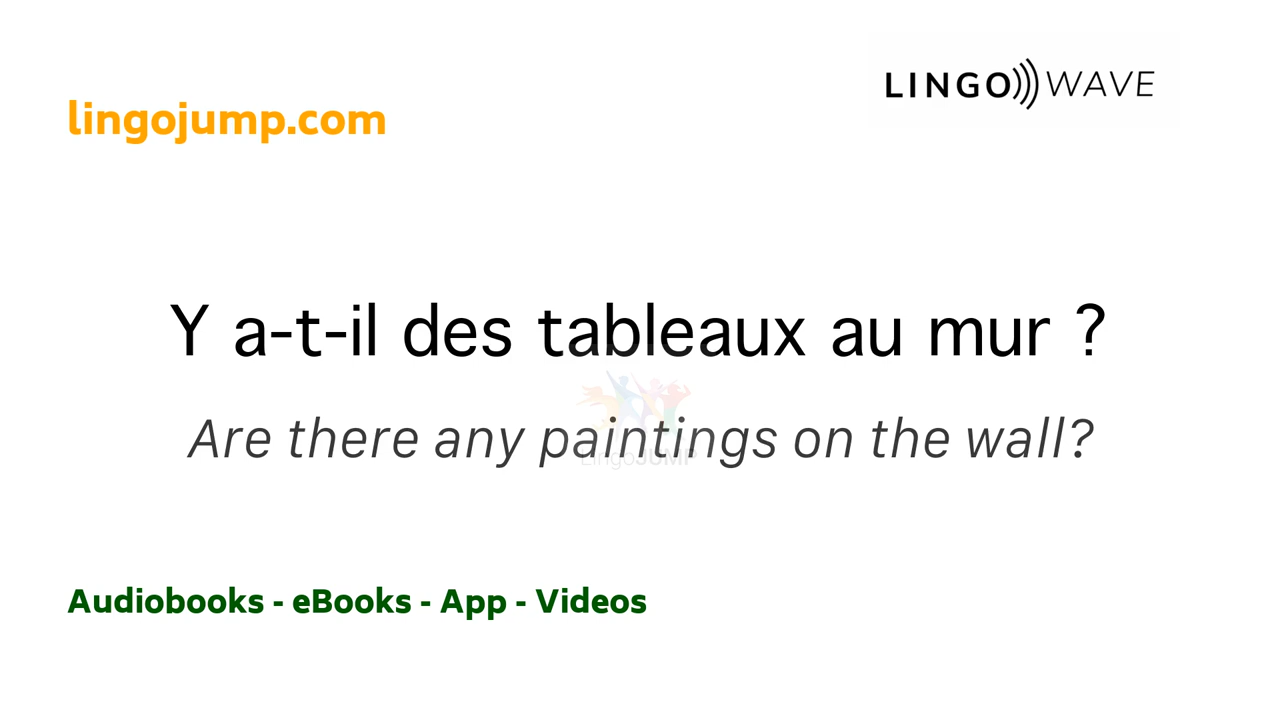 LINGO WAVE
lingojump.com
Y a-t-il des tableaux au mur ?
Are there any paintings on the wall?
LingoJUMP
Audiobooks - eBooks - App - Videos